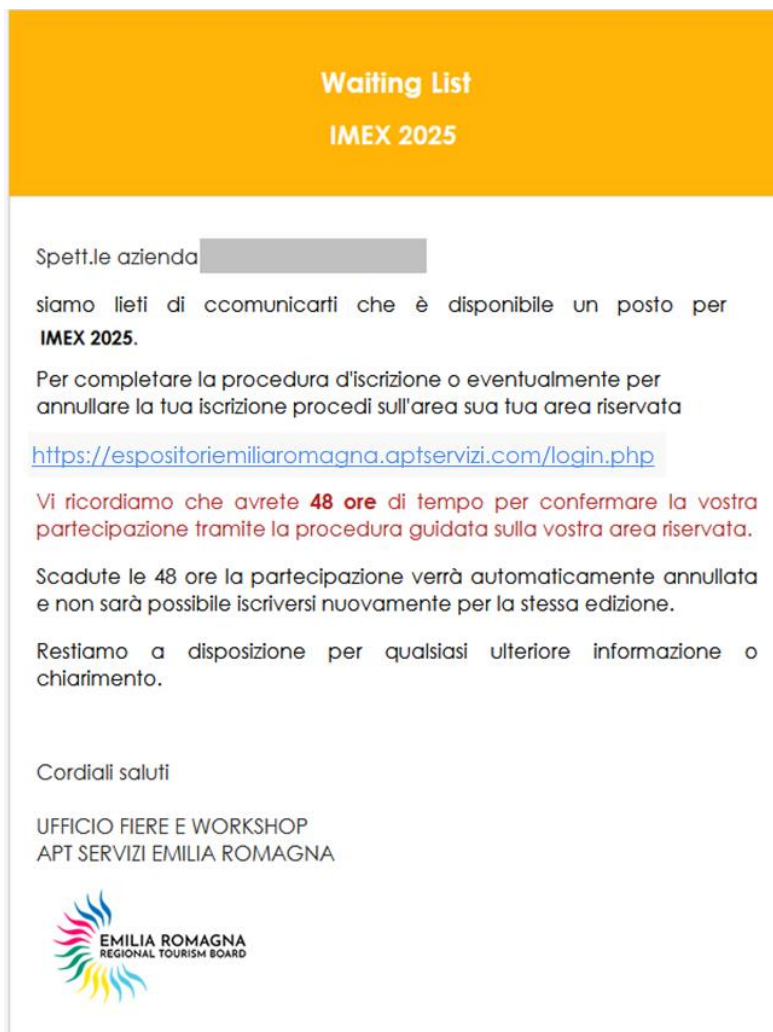 Waiting List
IMEX 2025
Spett.le azienda
siamo lieti di ccomunicarti che è disponibile un posto per
IMEX 2025.
Per completare la procedura d'iscrizione o eventualmente per
annullare la tua iscrizione procedi sull'area sua tua area riservata
https://espositoriemiliaromagna.aptservizi.com/login.php
Vi ricordiamo che avrete 48 ore di tempo per confermare la vostra
partecipazione tramite la procedura guidata sulla vostra area riservata.
Scadute le 48 ore la partecipazione verrà automaticamente annullata
e non sarà possibile iscriversi nuovamente per la stessa edizione.
Restiamo a disposizione per qualsiasi ulteriore informazione o
chiarimento.
Cordiali saluti
UFFICIO FIERE E WORKSHOP
APT SERVIZI EMILIA ROMAGNA
EMILIA ROMAGNA
REGIONAL TOURISM BOARD